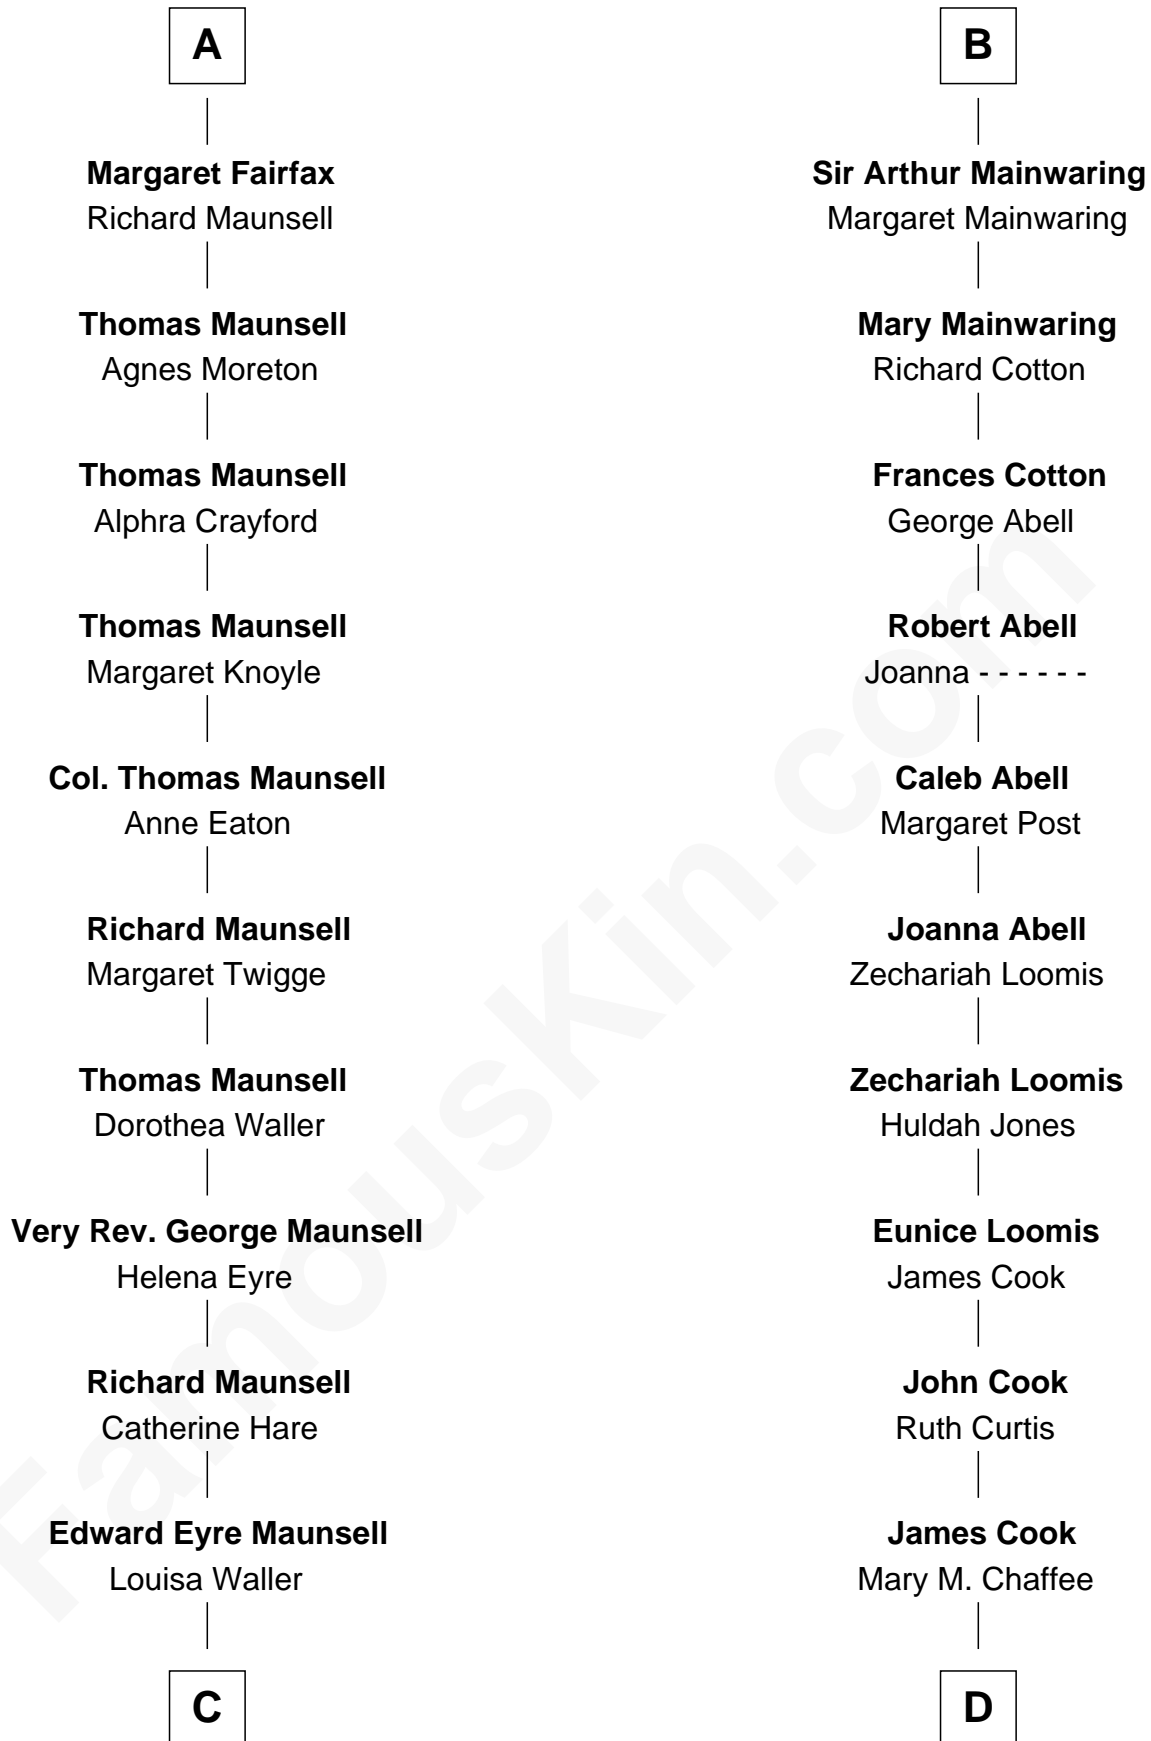 A
Margaret Fairfax
Richard Maunsell
Thomas Maunsell
Agnes Moreton
Thomas Maunsell
Alphra Crayford
Thomas Maunsell
Margaret Knoyle
Col. Thomas Maunsell
Anne Eaton
Richard Maunsell
Margaret Twigge
Thomas Maunsell
Dorothea Waller
Very Rev. George Maunsell
Helena Eyre
Richard Maunsell
Catherine Hare
Edward Eyre Maunsell
Louisa Waller
C
B
Sir Arthur Mainwaring
Margaret Mainwaring
Mary Mainwaring
Richard Cotton
Frances Cotton
George Abell
Robert Abell
Joanna - - - - - -
Caleb Abell
Margaret Post
Joanna Abell
Zechariah Loomis
Zechariah Loomis
Huldah Jones
Eunice Loomis
James Cook
John Cook
Ruth Curtis
James Cook
Mary M. Chaffee
D
FamousKin.com